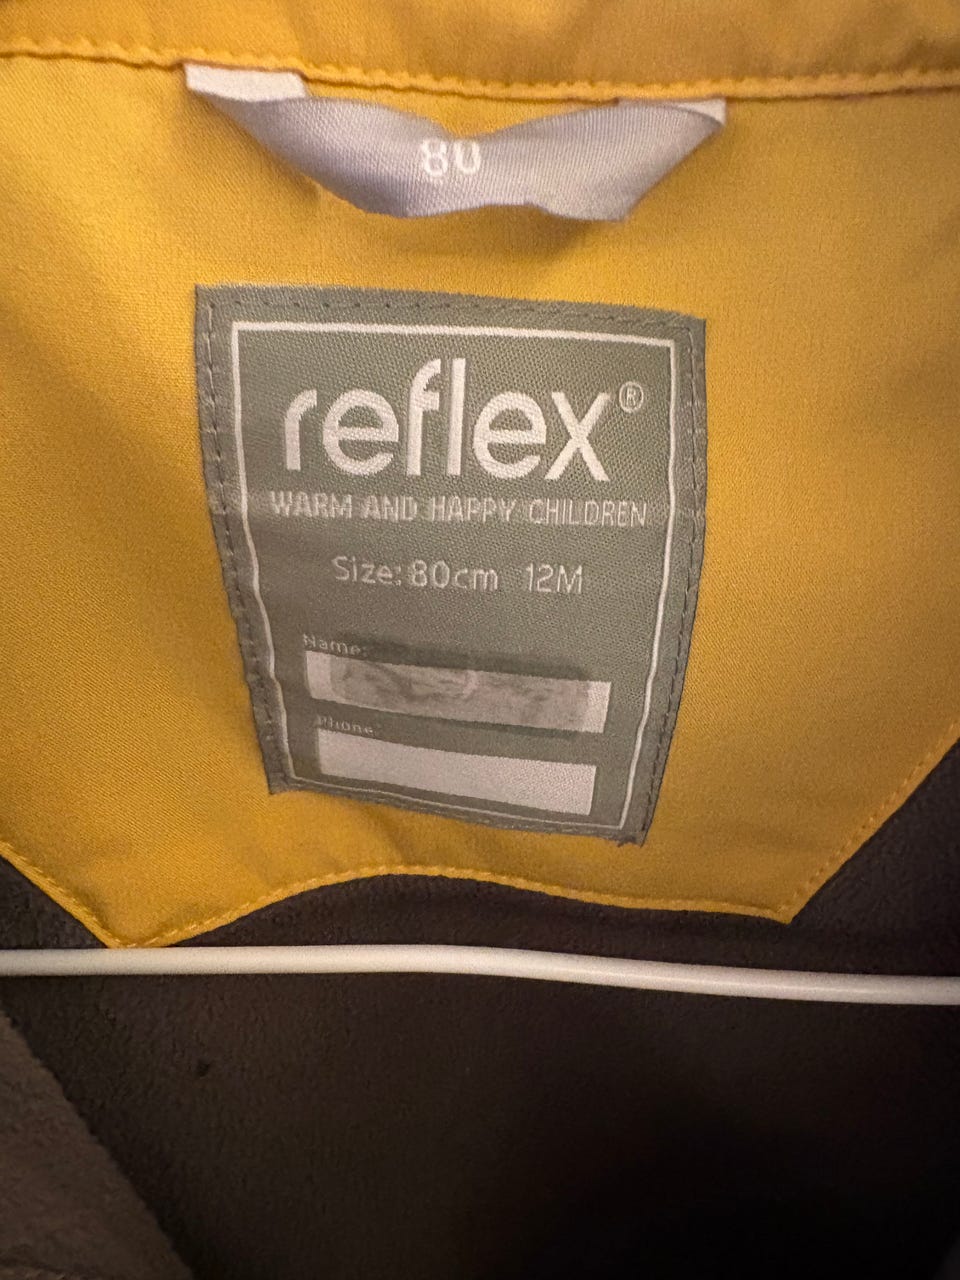 80
reflex®
WARM AND HAPPY CHILDREN
Size: 80cm 12M
Name:
Phone: